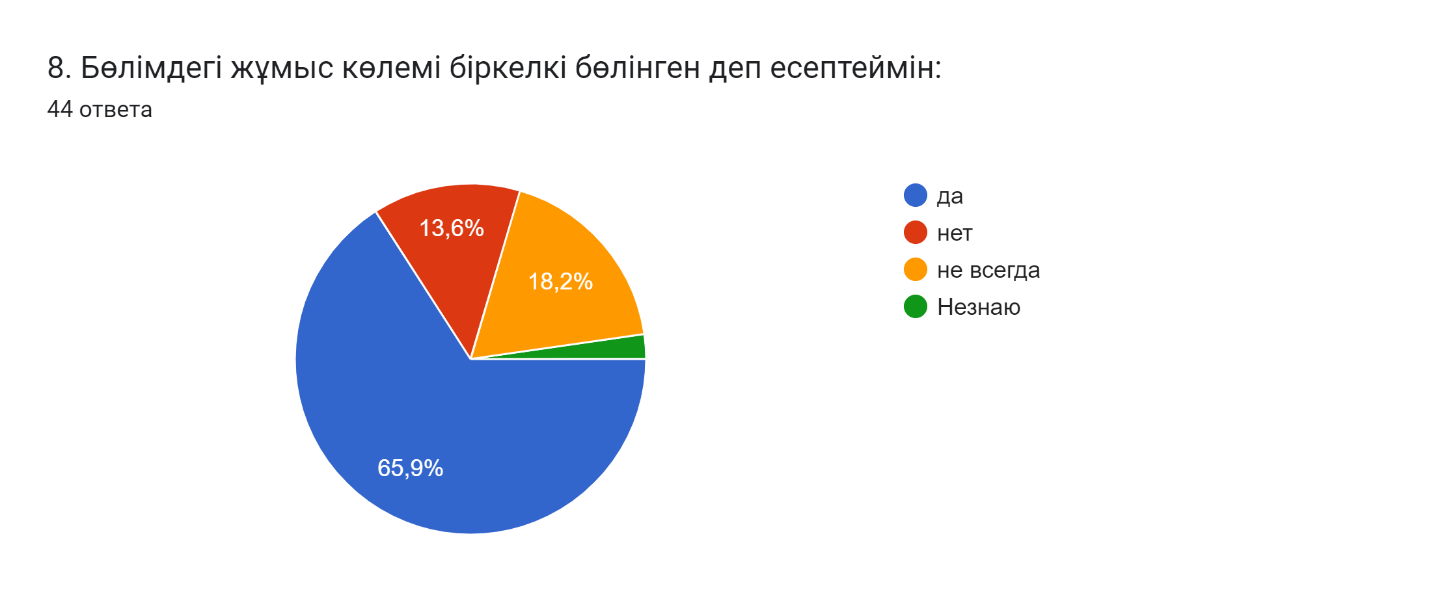 8. Бөлімдегі жұмыс көлемі біркелкі бөлінген деп есептеймін:
44 ответа
13,6%
18,2%
65,9%
да
нет
не всегда
Незнаю